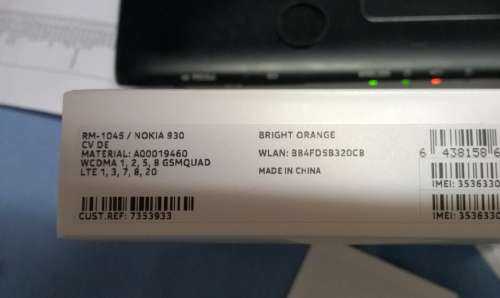 RM-1045 / NOKIA 930
CV DE
MATERIAL: A00019460
WCDMA 1, 2, 5, 8 GSMQUAD
LTE 1, 3, 7, 8, 20
CUST.REF: 7353933
BRIGHT ORANGE
WLAN: BB4FD5B320CB
MADE IN CHINA
6 438158 6
IMEI: 3536330
IMEI: 3536330